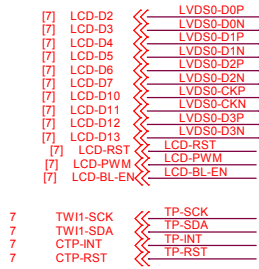 [7] LCD-D2 LVDS0-D0P
[7] LCD-D3 LVDS0-D0N
[7] LCD-D4 LVDS0-D1P
[7] LCD-D5 LVDS0-D1N
[7] LCD-D6 LVDS0-D2P
[7] LCD-D7 LVDS0-D2N
[7] LCD-D10 LVDS0-CKP
[7] LCD-D11 LVDS0-CKN
[7] LCD-D12 LVDS0-D3P
[7] LCD-D13 LVDS0-D3N
[7] LCD-RST LCD-RST
[7] LCD-PWM LCD-PWM
[7] LCD-BL-EN LCD-BL-EN
7 TWI1-SCK TP-SCK
7 TWI1-SDA TP-SDA
7 CTP-INT TP-INT
7 CTP-RST TP-RST